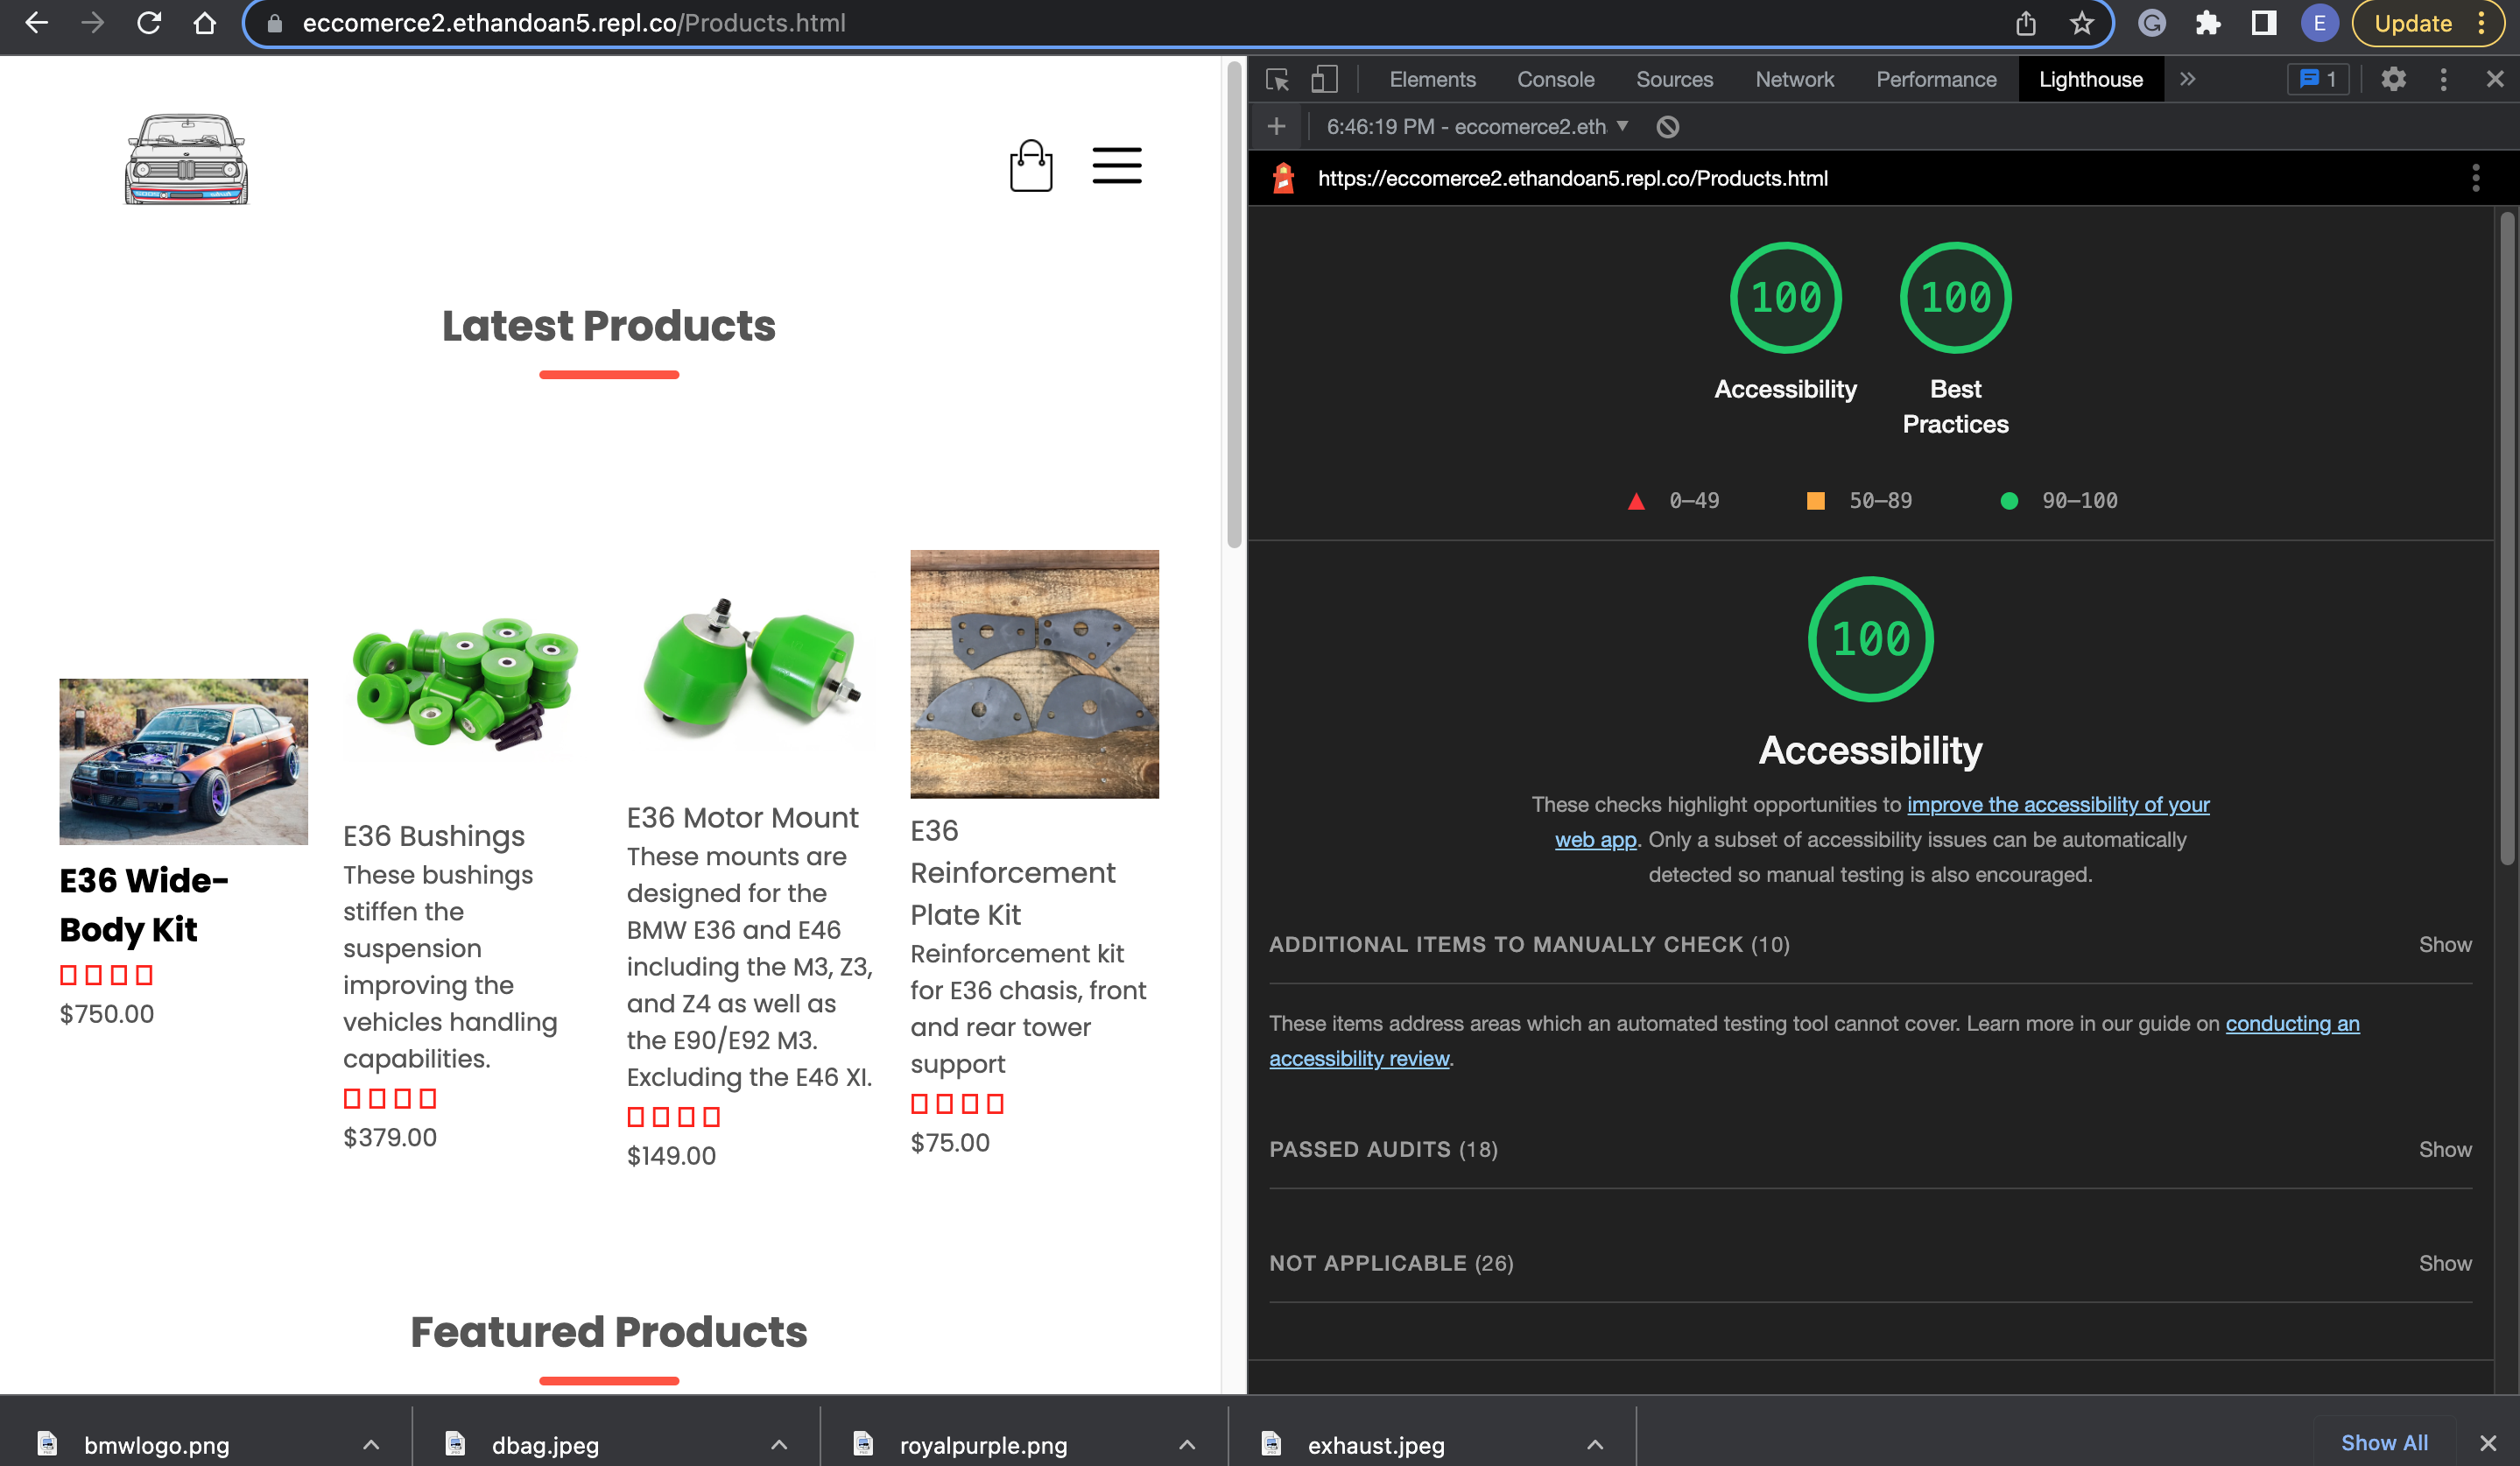 eccomerce2.ethandoan5.repl.co/Products.html
E
Update
Latest Products
E36 Wide-
Body Kit
$750.00
E36 Bushings
These bushings
stiffen the
suspension
improving the
vehicles handling
capabilities.
$379.00
E36 Motor Mount
These mounts are
designed for the
BMW E36 and E46
including the M3, Z3,
and Z4 as well as
the E90/E92 M3.
Excluding the E46 XI.
$149.00
E36
Reinforcement
Plate Kit
Reinforcement kit
for E36 chasis, front
and rear tower
support
$75.00
Featured Products
Elements Console Sources Network Performance Lighthouse 1
6:46:19 PM - eccomerce2.eth
https://eccomerce2.ethandoan5.repl.co/Products.html
100
Accessibility
100
Best
Practices
0–49 50–89 90–100
100
Accessibility
These checks highlight opportunities to improve the accessibility of your
web app. Only a subset of accessibility issues can be automatically
detected so manual testing is also encouraged.
ADDITIONAL ITEMS TO MANUALLY CHECK (10) Show
These items address areas which an automated testing tool cannot cover. Learn more in our guide on conducting an
accessibility review.
PASSED AUDITS (18) Show
NOT APPLICABLE (26) Show
bmwlogo.png dbag.jpeg royalpurple.png exhaust.jpeg Show All